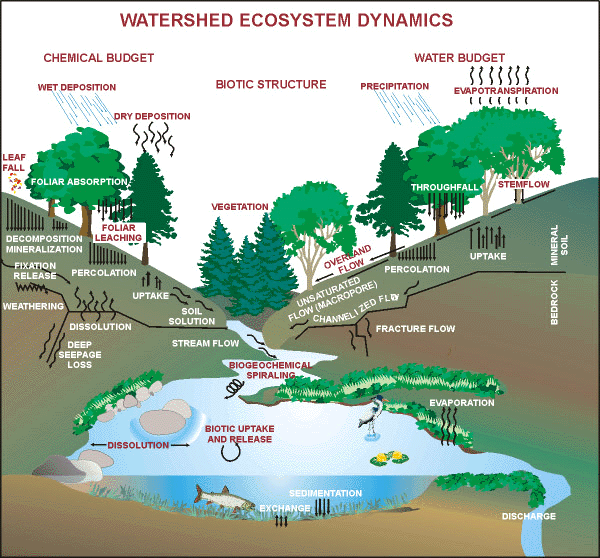 WATERSHED ECOSYSTEM DYNAMICS
CHEMICAL BUDGET
WATER BUDGET
BIOTIC STRUCTURE
WET DEPOSITION
DRY DEPOSITION
PRECIPITATION
EVAPOTRANSPIRATION
LEAF
FALL
FOLIAR ABSORPTION
THROUGHFALL
STEMFLOW
VEGETATION
FOLIAR
LEACHING
DECOMPOSITION
MINERALIZATION
OVERLAND
FLOW
UPTAKE
MINERAL
SOIL
FIXATION
RELEASE
PERCOLATION
PERCOLATION
UPTAKE
UNSATURATED
FLOW (MACROPORE)
CHANNELIZED FLOW
BEDROCK
WEATHERING
SOIL
SOLUTION
DISSOLUTION
FRACTURE FLOW
DEEP
SEEPAGE
LOSS
STREAM FLOW
BIOGEOCHEMICAL
SPIRALING
EVAPORATION
DISSOLUTION
BIOTIC UPTAKE
AND RELEASE
SEDIMENTATION
EXCHANGE
DISCHARGE